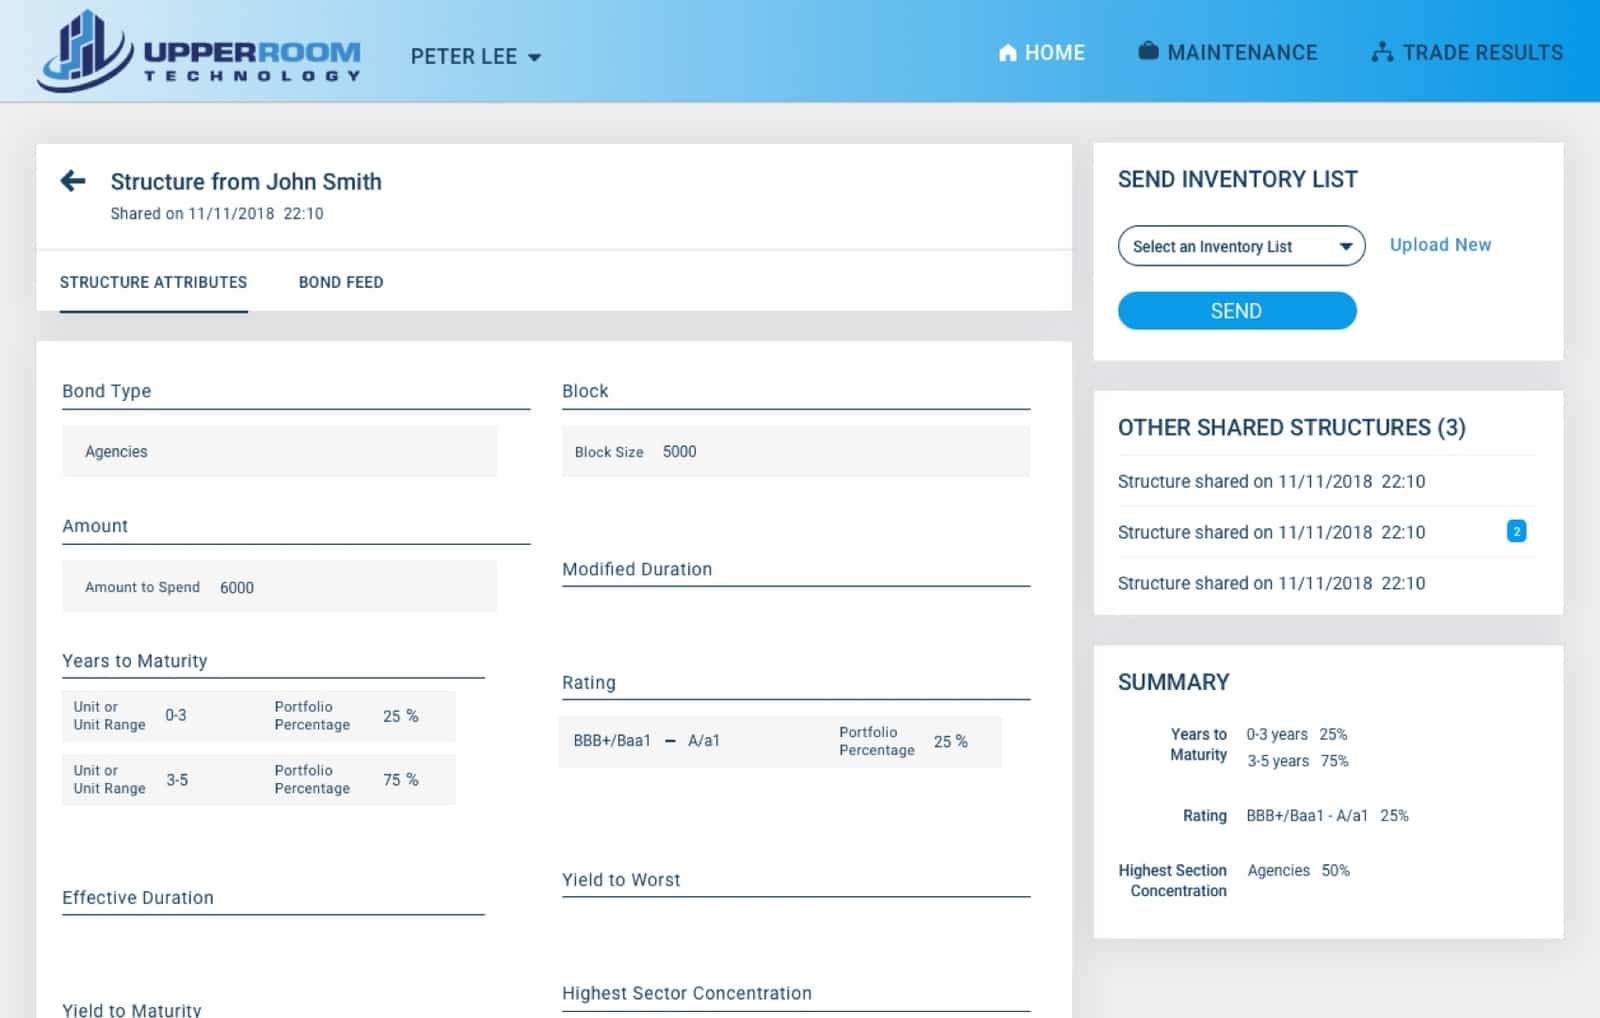 UPPERROOM
TECHNOLOGY
PETER LEE
HOME
MAINTENANCE
TRADE RESULTS
Structure from John Smith
Shared on 11/11/2018 22:10
STRUCTURE ATTRIBUTES
BOND FEED
Bond Type
Agencies
Amount
Amount to Spend 6000
Years to Maturity
Unit or
Unit Range
0-3
Portfolio
Percentage
25 %
Unit or
Unit Range
3-5
Portfolio
Percentage
75 %
Effective Duration
Yield to Maturity
Block
Block Size 5000
Modified Duration
Rating
BBB+/Baa1 – A/a1
Portfolio
Percentage
25 %
Yield to Worst
Highest Sector Concentration
SEND INVENTORY LIST
Select an Inventory List
Upload New
SEND
OTHER SHARED STRUCTURES (3)
Structure shared on 11/11/2018 22:10
Structure shared on 11/11/2018 22:10 2
Structure shared on 11/11/2018 22:10
SUMMARY
Years to
Maturity
0-3 years 25%
3-5 years 75%
Rating BBB+/Baa1 - A/a1 25%
Highest Section
Concentration
Agencies 50%